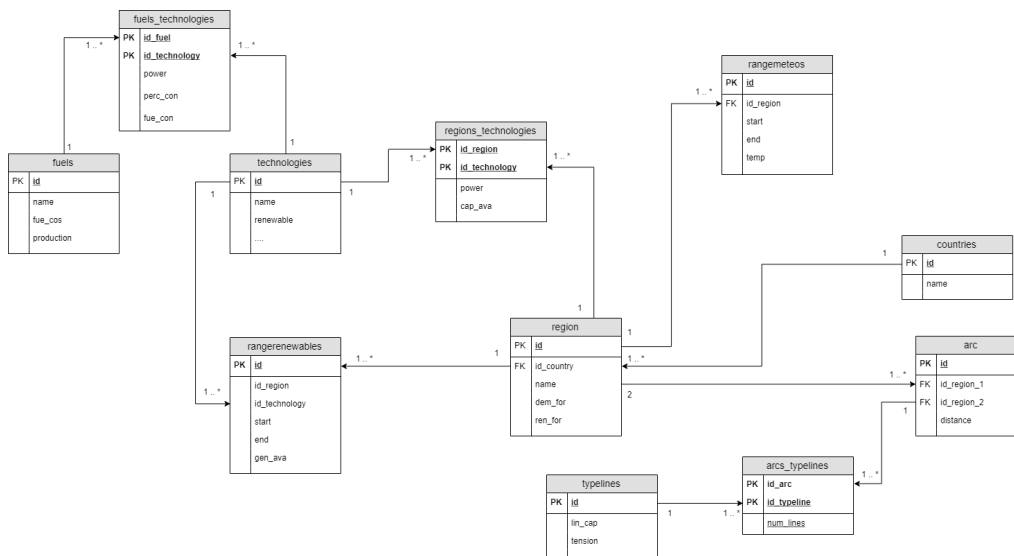 fuels_technologies
PK id_fuel
PK id_technology
power
perc_con
fue_con
1 .. *
1 .. *
1
1
fuels
PK id
name
fue_cos
production
technologies
PK id
name
renewable
....
1
1
1 .. *
regions_technologies
PK id_region
PK id_technology
power
cap_ava
1 .. *
1
rangemeteos
PK id
FK id_region
start
end
temp
1 .. *
countries
PK id
name
1
rangerenewables
PK id
id_region
id_technology
start
end
gen_ava
1 .. *
1 .. *
1
region
PK id
FK id_country
name
dem_for
ren_for
1
1 .. *
2
arc
PK id
FK id_region_1
FK id_region_2
distance
1 .. *
1
typelines
PK id
lin_cap
tension
1
arcs_typelines
PK id_arc
PK id_typeline
num_lines
1 .. *
1 .. *